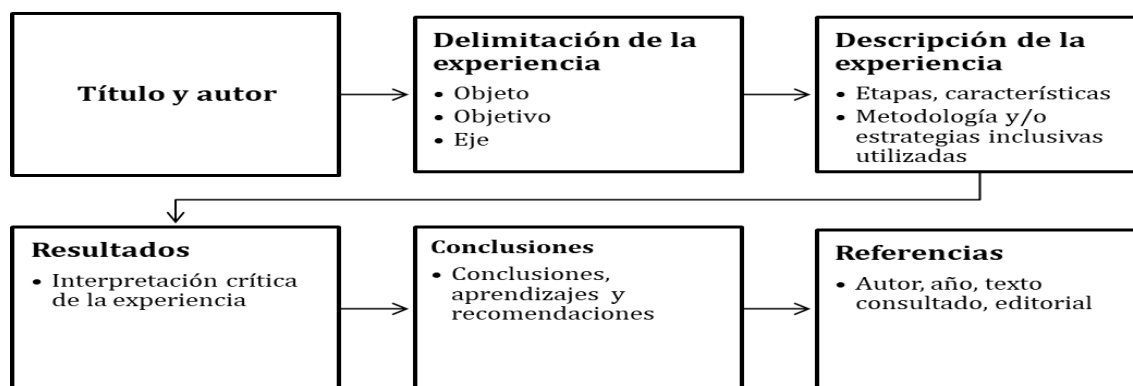 Título y autor
Delimitación de la
experiencia
• Objeto
• Objetivo
• Eje
Descripción de la
experiencia
• Etapas, características
• Metodología y/o
estrategias inclusivas
utilizadas
Resultados
• Interpretación crítica
de la experiencia
Conclusiones
• Conclusiones,
aprendizajes y
recomendaciones
Referencias
• Autor, año, texto
consultado, editorial